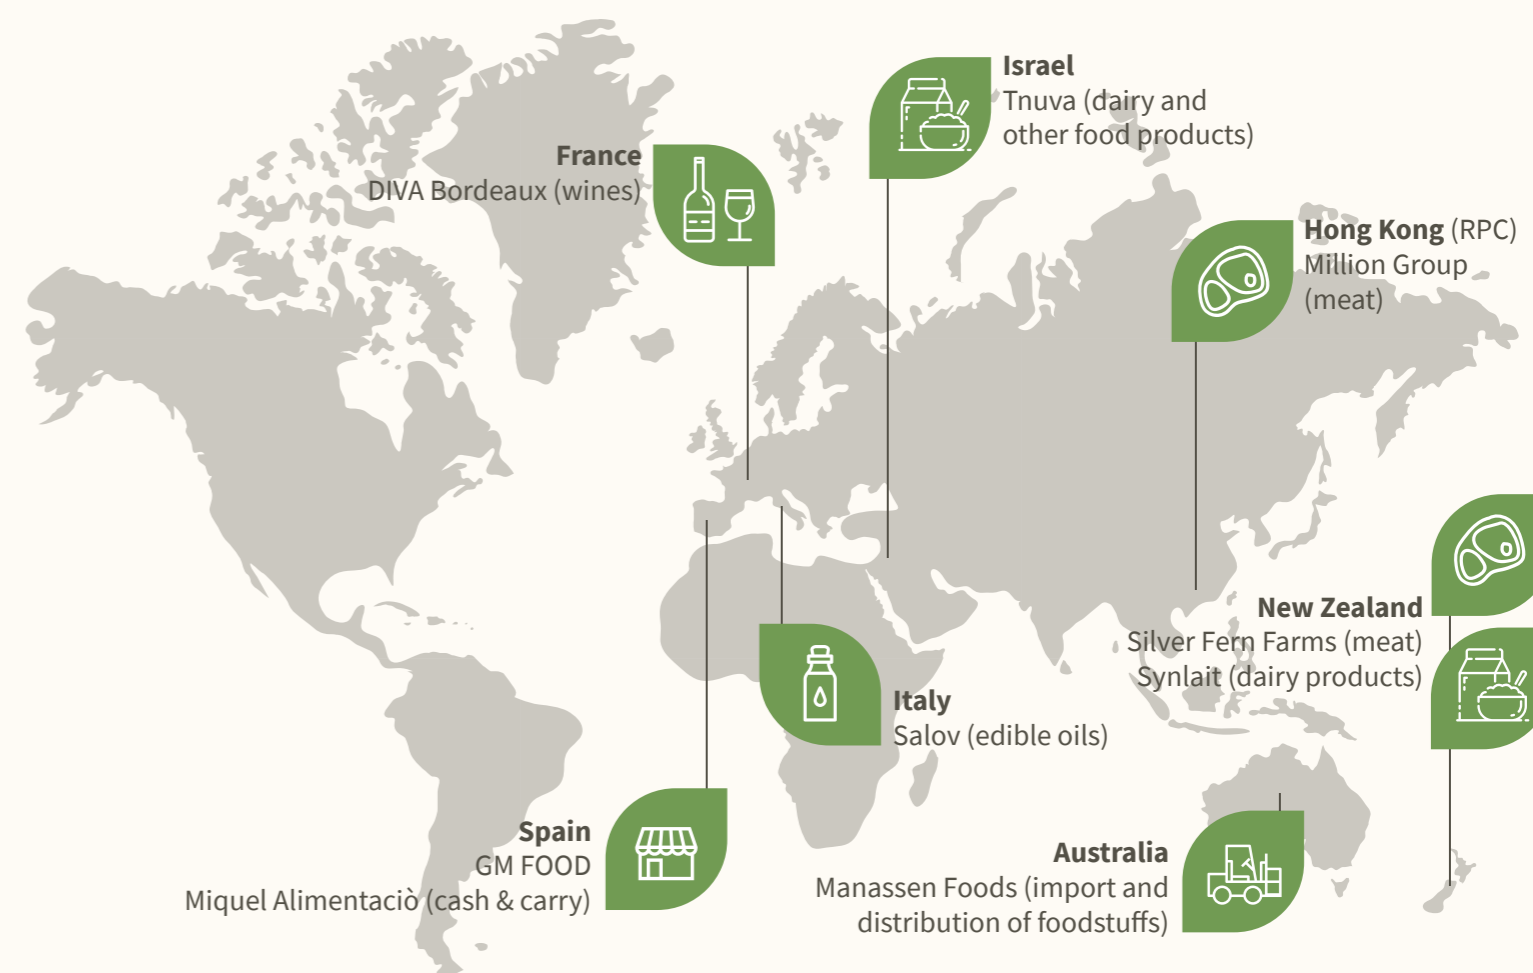 Israel
Tnuva (dairy and
other food products)
France
DIVA Bordeaux (wines)
Hong Kong (RPC)
Million Group
(meat)
New Zealand
Silver Fern Farms (meat)
Synlait (dairy products)
Italy
Salov (edible oils)
Spain
GM FOOD
Miquel Alimentaciò (cash & carry)
Australia
Manassen Foods (import and
distribution of foodstuffs)